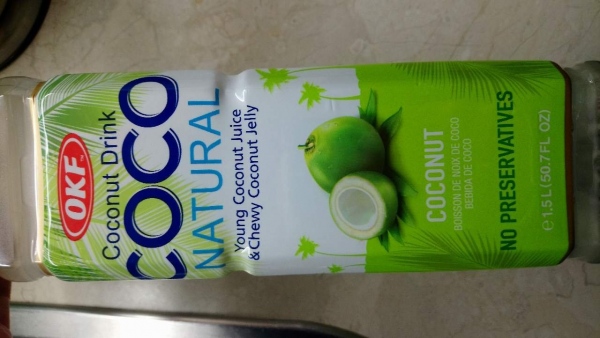 OKF
Coconut Drink
COCO
NATURAL
Young Coconut Juice
& Chewy Coconut Jelly
COCONUT
BOISSON DE NOIX DE COCO
BEBIDA DE COCO
NO PRESERVATIVES
℮ 1.5 L (50.7 FL OZ)